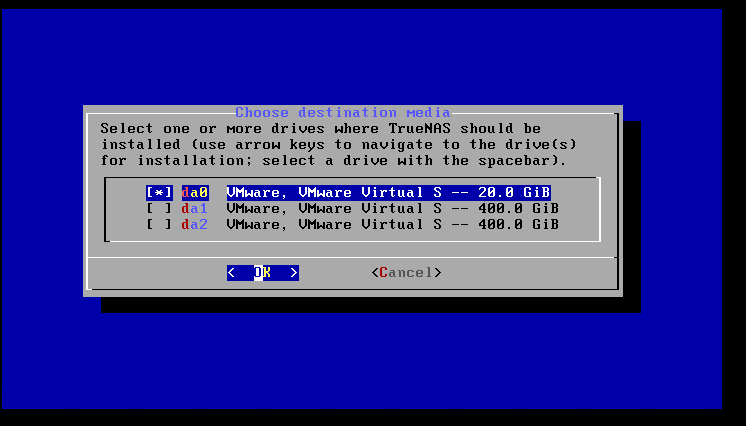 Choose destination media
Select one or more drives where TrueNAS should be
installed (use arrow keys to navigate to the drive(s)
for installation; select a drive with the spacebar).
[*] da0 VMware, VMware Virtual S -- 20.0 GiB
[ ] da1 VMware, VMware Virtual S -- 400.0 GiB
[ ] da2 VMware, VMware Virtual S -- 400.0 GiB
< OK > <Cancel>